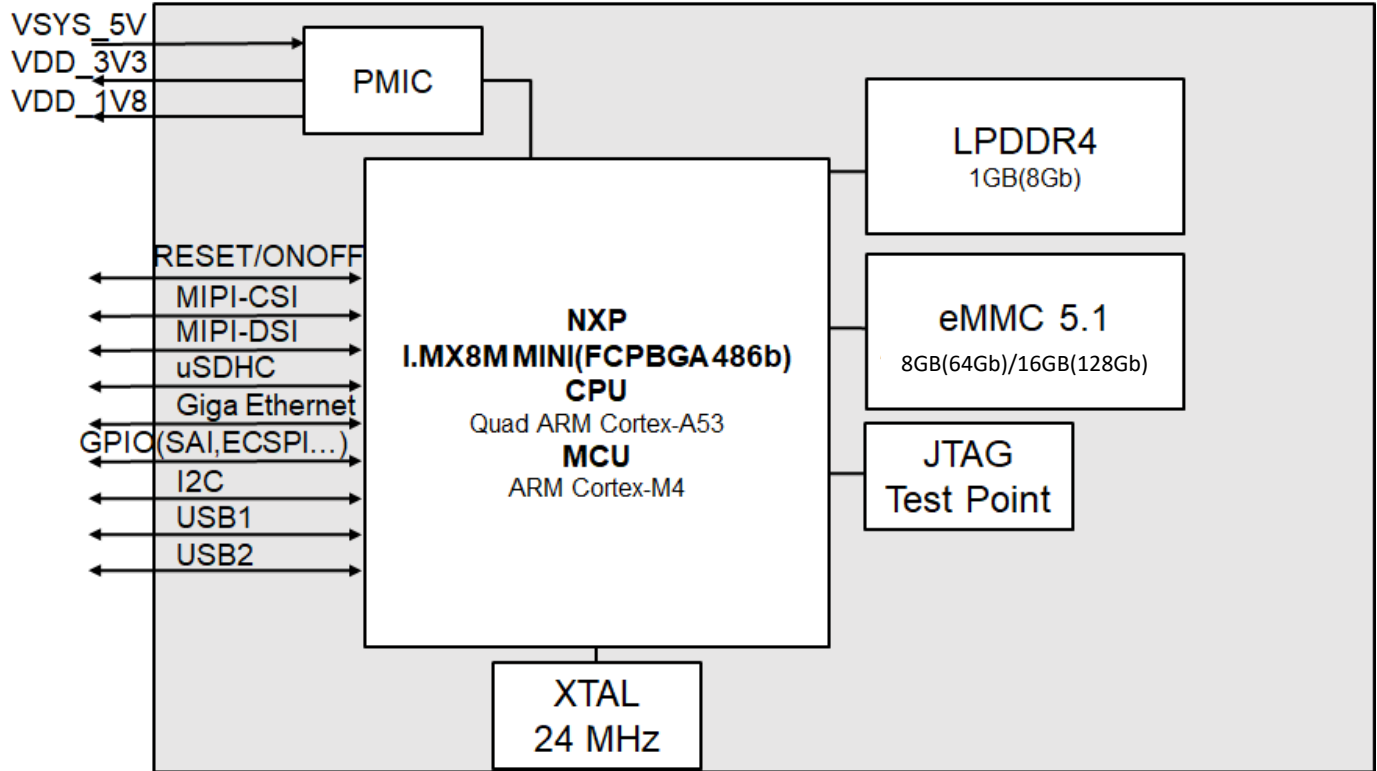 VSYS_5V
VDD_3V3
VDD_1V8
PMIC
LPDDR4
1GB(8Gb)
RESET/ONOFF
MIPI-CSI
MIPI-DSI
uSDHC
Giga Ethernet
GPIO(SAI,ECSPI...)
I2C
USB1
USB2
NXP
I.MX8M MINI(FCPBGA 486b)
CPU
Quad ARM Cortex-A53
MCU
ARM Cortex-M4
eMMC 5.1
8GB(64Gb)/16GB(128Gb)
JTAG
Test Point
XTAL
24 MHz